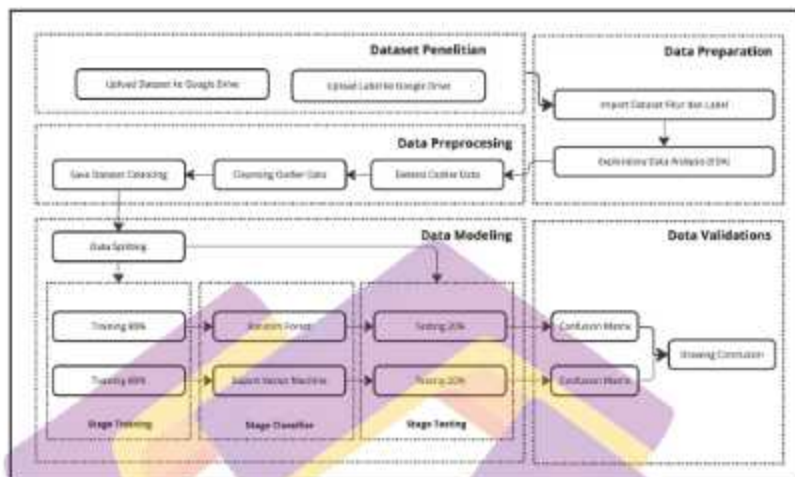 Dataset Penelitian
Upload Dataset ke Google Drive
Upload Label ke Google Drive
Data Preparation
Import Dataset Fitur dan Label
Exploratory Data Analysis (EDA)
Data Preprocesing
Save Dataset Cleansing
Cleansing Outlier Data
Deteksi Outlier Data
Data Modeling
Data Splitting
Training 80%
Random Forest
Testing 20%
Training 80%
Support Vector Machine
Testing 20%
Stage Training
Stage Classifier
Stage Testing
Data Validations
Confusion Matrix
Confusion Matrix
Drawing Conclusion